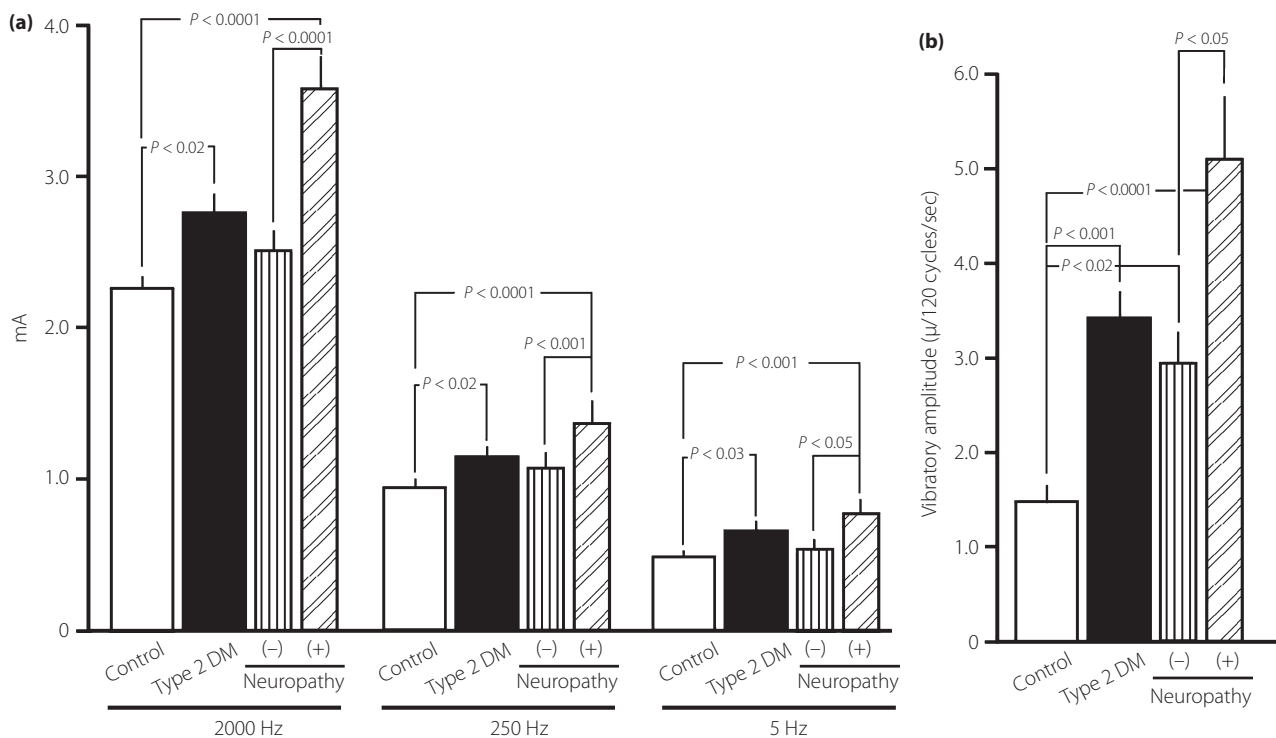 (a)
4.0
3.0
2.0
1.0
0
mA
P < 0.0001
P < 0.0001
P < 0.02
P < 0.0001
P < 0.001
P < 0.02
P < 0.001
P < 0.05
P < 0.03
Control
Type 2 DM
(–)
(+)
Neuropathy
2000 Hz
Control
Type 2 DM
(–)
(+)
Neuropathy
250 Hz
Control
Type 2 DM
(–)
(+)
Neuropathy
5 Hz
(b)
6.0
5.0
4.0
3.0
2.0
1.0
0
Vibratory amplitude (μ/120 cycles/sec)
P < 0.05
P < 0.0001
P < 0.001
P < 0.02
Control
Type 2 DM
(–)
(+)
Neuropathy